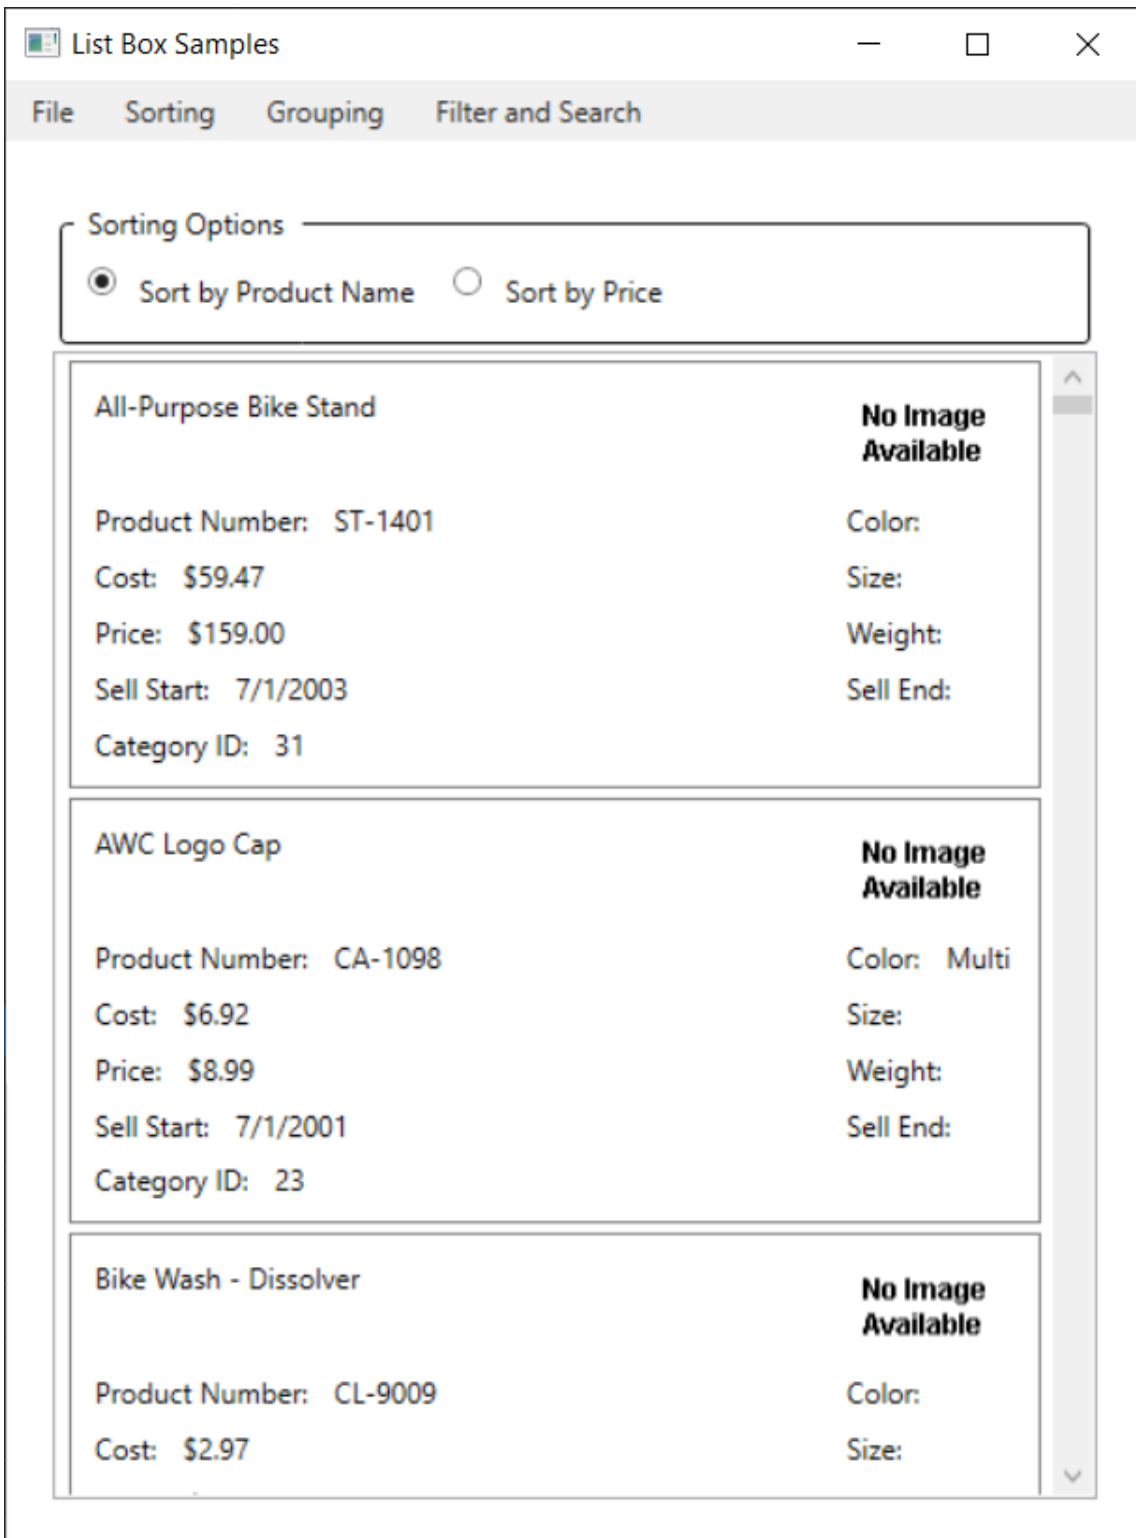 List Box Samples
File Sorting Grouping Filter and Search
Sorting Options
Sort by Product Name Sort by Price
All-Purpose Bike Stand
No Image
Available
Product Number: ST-1401 Color:
Cost: $59.47 Size:
Price: $159.00 Weight:
Sell Start: 7/1/2003 Sell End:
Category ID: 31
AWC Logo Cap
No Image
Available
Product Number: CA-1098 Color: Multi
Cost: $6.92 Size:
Price: $8.99 Weight:
Sell Start: 7/1/2001 Sell End:
Category ID: 23
Bike Wash - Dissolver
No Image
Available
Product Number: CL-9009 Color:
Cost: $2.97 Size: